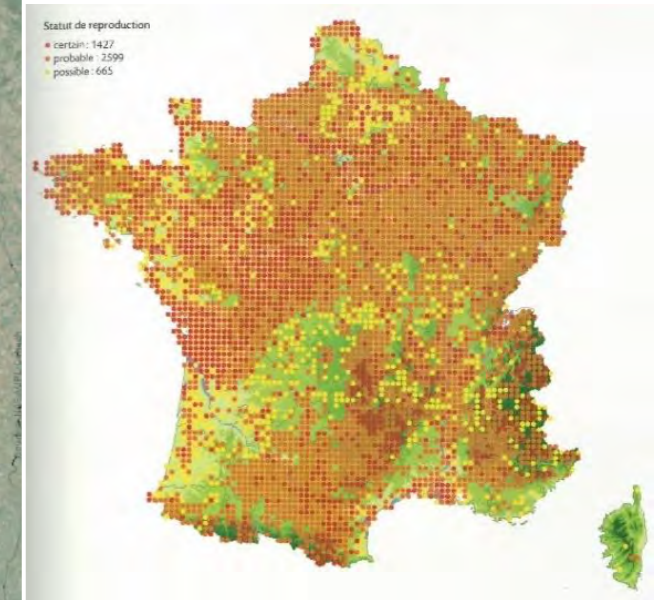 Statut de reproduction
certain : 1427
probable : 2599
possible : 665